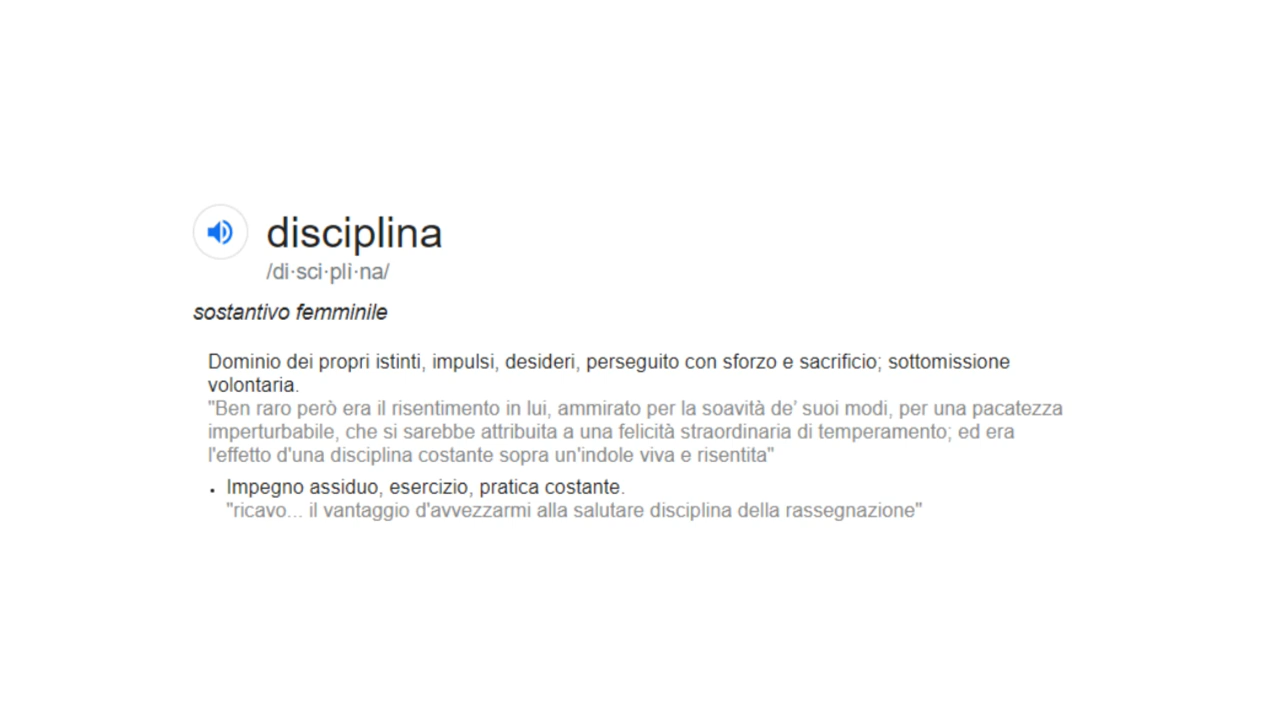 disciplina
/di·sci·plì·na/
sostantivo femminile
Dominio dei propri istinti, impulsi, desideri, perseguito con sforzo e sacrificio; sottomissione
volontaria.
"Ben raro però era il risentimento in lui, ammirato per la soavità de’ suoi modi, per una pacatezza
imperturbabile, che si sarebbe attribuita a una felicità straordinaria di temperamento; ed era
l'effetto d'una disciplina costante sopra un'indole viva e risentita"
• Impegno assiduo, esercizio, pratica costante.
"ricavo... il vantaggio d'avvezzarmi alla salutare disciplina della rassegnazione"